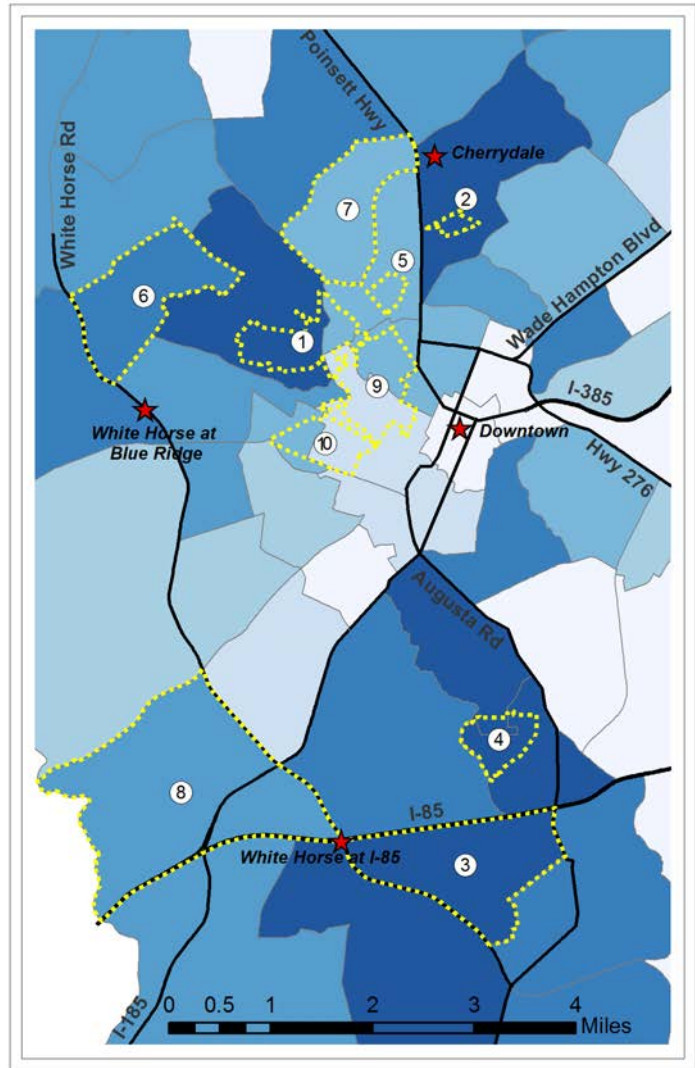 Poinsett Hwy
White Horse Rd
Cherrydale
2
7
5
Wade Hampton Blvd
6
1
9
I-385
White Horse at
Blue Ridge
10
Downtown
Hwy 276
Augusta Rd
4
8
I-85
White Horse at I-85
3
I-185
0 0.5 1 2 3 4
Miles